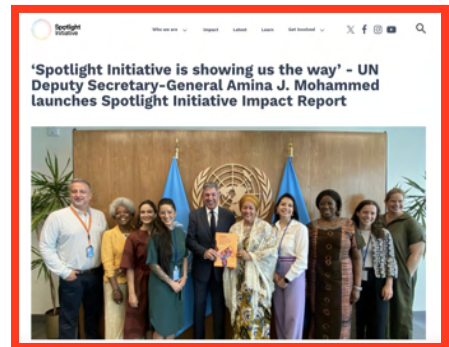 Spotlight
Initiative
Who we are Impact Latest Learn Get Involved
‘Spotlight Initiative is showing us the way’ - UN
Deputy Secretary-General Amina J. Mohammed
launches Spotlight Initiative Impact Report